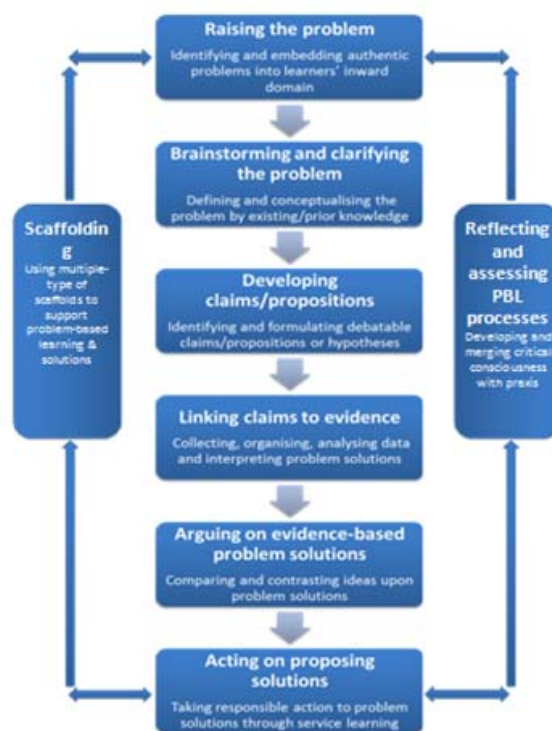 Raising the problem
Identifying and embedding authentic
problems into learners' inward
domain
Brainstorming and clarifying
the problem
Defining and conceptualising the
problem by existing/prior knowledge
Scaffoldin
g
Using multiple-
type of
scaffolds to
support
problem-based
learning &
solutions
Developing
claims/propositions
Identifying and formulating debatable
claims/propositions or hypotheses
Reflecting
and
assessing
PBL
processes
Developing and
merging critical
consciousness
with praxis
Linking claims to evidence
Collecting, organising, analysing data
and interpreting problem solutions
Arguing on evidence-based
problem solutions
Comparing and contrasting ideas upon
problem solutions
Acting on proposing
solutions
Taking responsible action to problem
solutions through service learning